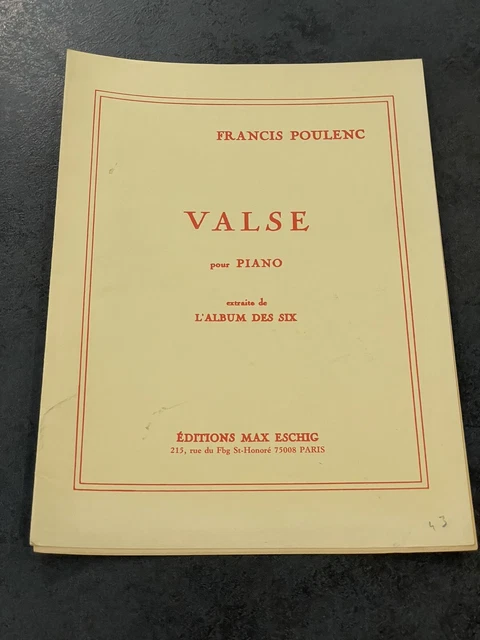 FRANCIS POULENC
VALSE
pour PIANO
extraite de
L'ALBUM DES SIX
ÉDITIONS MAX ESCHIG
215, rue du Fbg St-Honoré 75008 PARIS
43